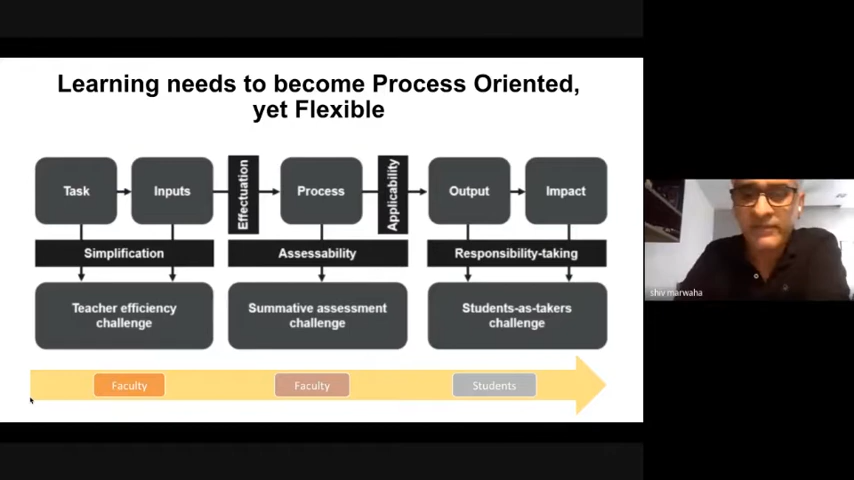 Learning needs to become Process Oriented,
yet Flexible
Task
Inputs
Effectuation
Process
Applicability
Output
Impact
Simplification
Assessability
Responsibility-taking
Teacher efficiency
challenge
Summative assessment
challenge
Students-as-takers
challenge
Faculty
Faculty
Students
shiv marwaha